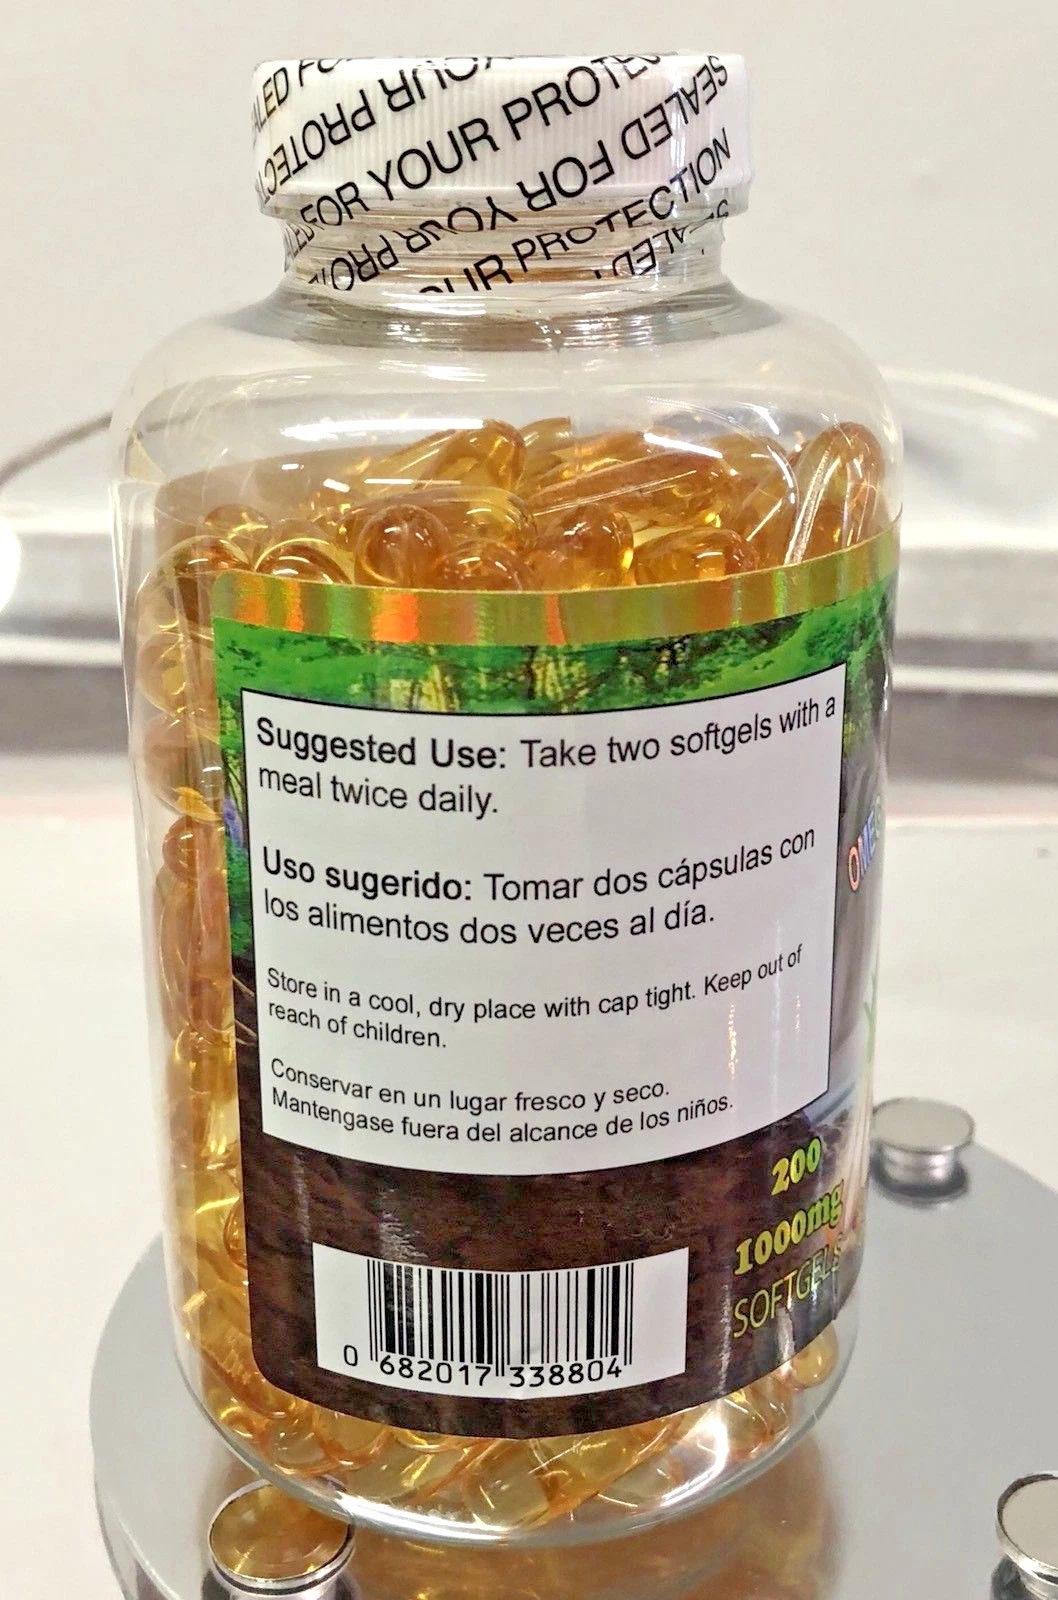 SEALED FOR YOUR PROTECTION
Suggested Use: Take two softgels with a
meal twice daily.
Uso sugerido: Tomar dos cápsulas con
los alimentos dos veces al día.
Store in a cool, dry place with cap tight. Keep out of
reach of children.
Conservar en un lugar fresco y seco.
Mantengase fuera del alcance de los niños.
200
1000mg
SOFTGELS
0 682017 338804